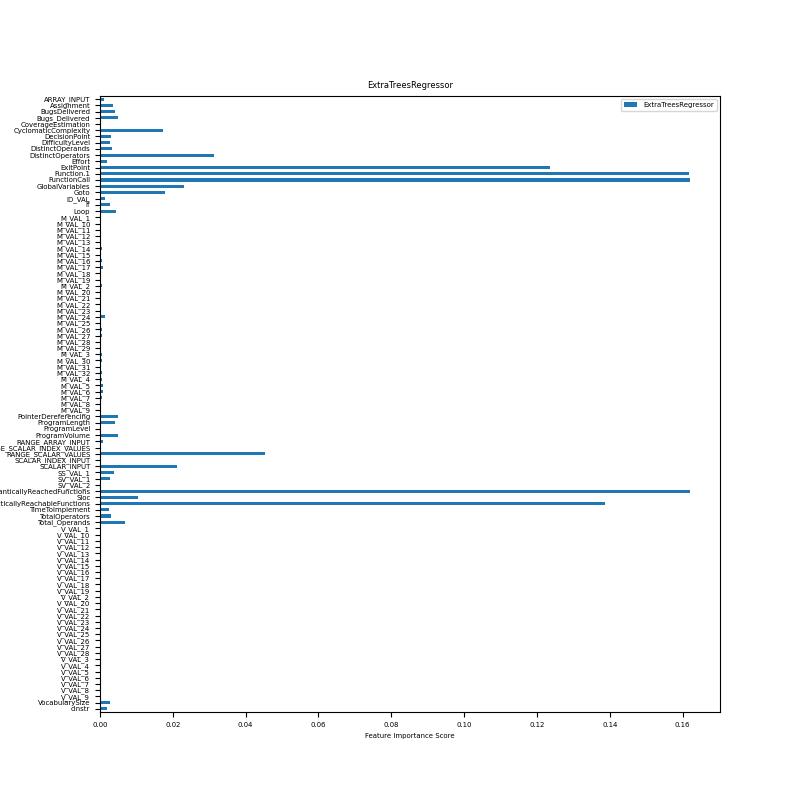 ExtraTreesRegressor
ExtraTreesRegressor
ARRAY_INPUT
Assignment
BugsDelivered
Bugs_Delivered
CoverageEstimation
CyclomaticComplexity
DecisionPoint
DifficultyLevel
DistinctOperands
DistinctOperators
Effort
ExitPoint
Function.1
FunctionCall
GlobalVariables
Goto
ID_VAL
If
Loop
M_VAL_1
M_VAL_10
M_VAL_11
M_VAL_12
M_VAL_13
M_VAL_14
M_VAL_15
M_VAL_16
M_VAL_17
M_VAL_18
M_VAL_19
M_VAL_2
M_VAL_20
M_VAL_21
M_VAL_22
M_VAL_23
M_VAL_24
M_VAL_25
M_VAL_26
M_VAL_27
M_VAL_28
M_VAL_29
M_VAL_3
M_VAL_30
M_VAL_31
M_VAL_32
M_VAL_4
M_VAL_5
M_VAL_6
M_VAL_7
M_VAL_8
M_VAL_9
PointerDereferencing
ProgramLength
ProgramLevel
ProgramVolume
RANGE_ARRAY_INPUT
E_SCALAR_INDEX_VALUES
RANGE_SCALAR_VALUES
SCALAR_INDEX_INPUT
SCALAR_INPUT
SS_VAL_1
SV_VAL_1
SV_VAL_2
anticallyReachedFunctions
Sloc
ticallyReachableFunctions
TimeToImplement
TotalOperators
Total_Operands
V_VAL_1
V_VAL_10
V_VAL_11
V_VAL_12
V_VAL_13
V_VAL_14
V_VAL_15
V_VAL_16
V_VAL_17
V_VAL_18
V_VAL_19
V_VAL_2
V_VAL_20
V_VAL_21
V_VAL_22
V_VAL_23
V_VAL_24
V_VAL_25
V_VAL_26
V_VAL_27
V_VAL_28
V_VAL_3
V_VAL_4
V_VAL_5
V_VAL_6
V_VAL_7
V_VAL_8
V_VAL_9
VocabularySize
cInstr
0.00 0.02 0.04 0.06 0.08 0.10 0.12 0.14 0.16
Feature Importance Score